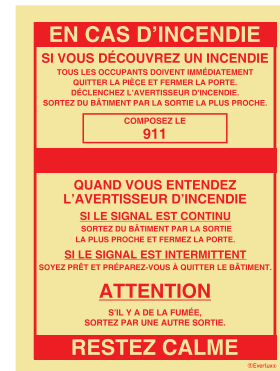 EN CAS D'INCENDIE
SI VOUS DÉCOUVREZ UN INCENDIE
TOUS LES OCCUPANTS DOIVENT IMMÉDIATEMENT
QUITTER LA PIÈCE ET FERMER LA PORTE.
DÉCLENCHEZ L'AVERTISSEUR D'INCENDIE.
SORTEZ DU BÂTIMENT PAR LA SORTIE LA PLUS PROCHE.
COMPOSEZ LE
911
QUAND VOUS ENTENDEZ
L'AVERTISSEUR D'INCENDIE
SI LE SIGNAL EST CONTINU
SORTEZ DU BÂTIMENT PAR LA SORTIE
LA PLUS PROCHE ET FERMEZ LA PORTE.
SI LE SIGNAL EST INTERMITTENT
SOYEZ PRÊT ET PRÉPAREZ-VOUS À QUITTER LE BÂTIMENT.
ATTENTION
S'IL Y A DE LA FUMÉE,
SORTEZ PAR UNE AUTRE SORTIE.
RESTEZ CALME
©Everlux®